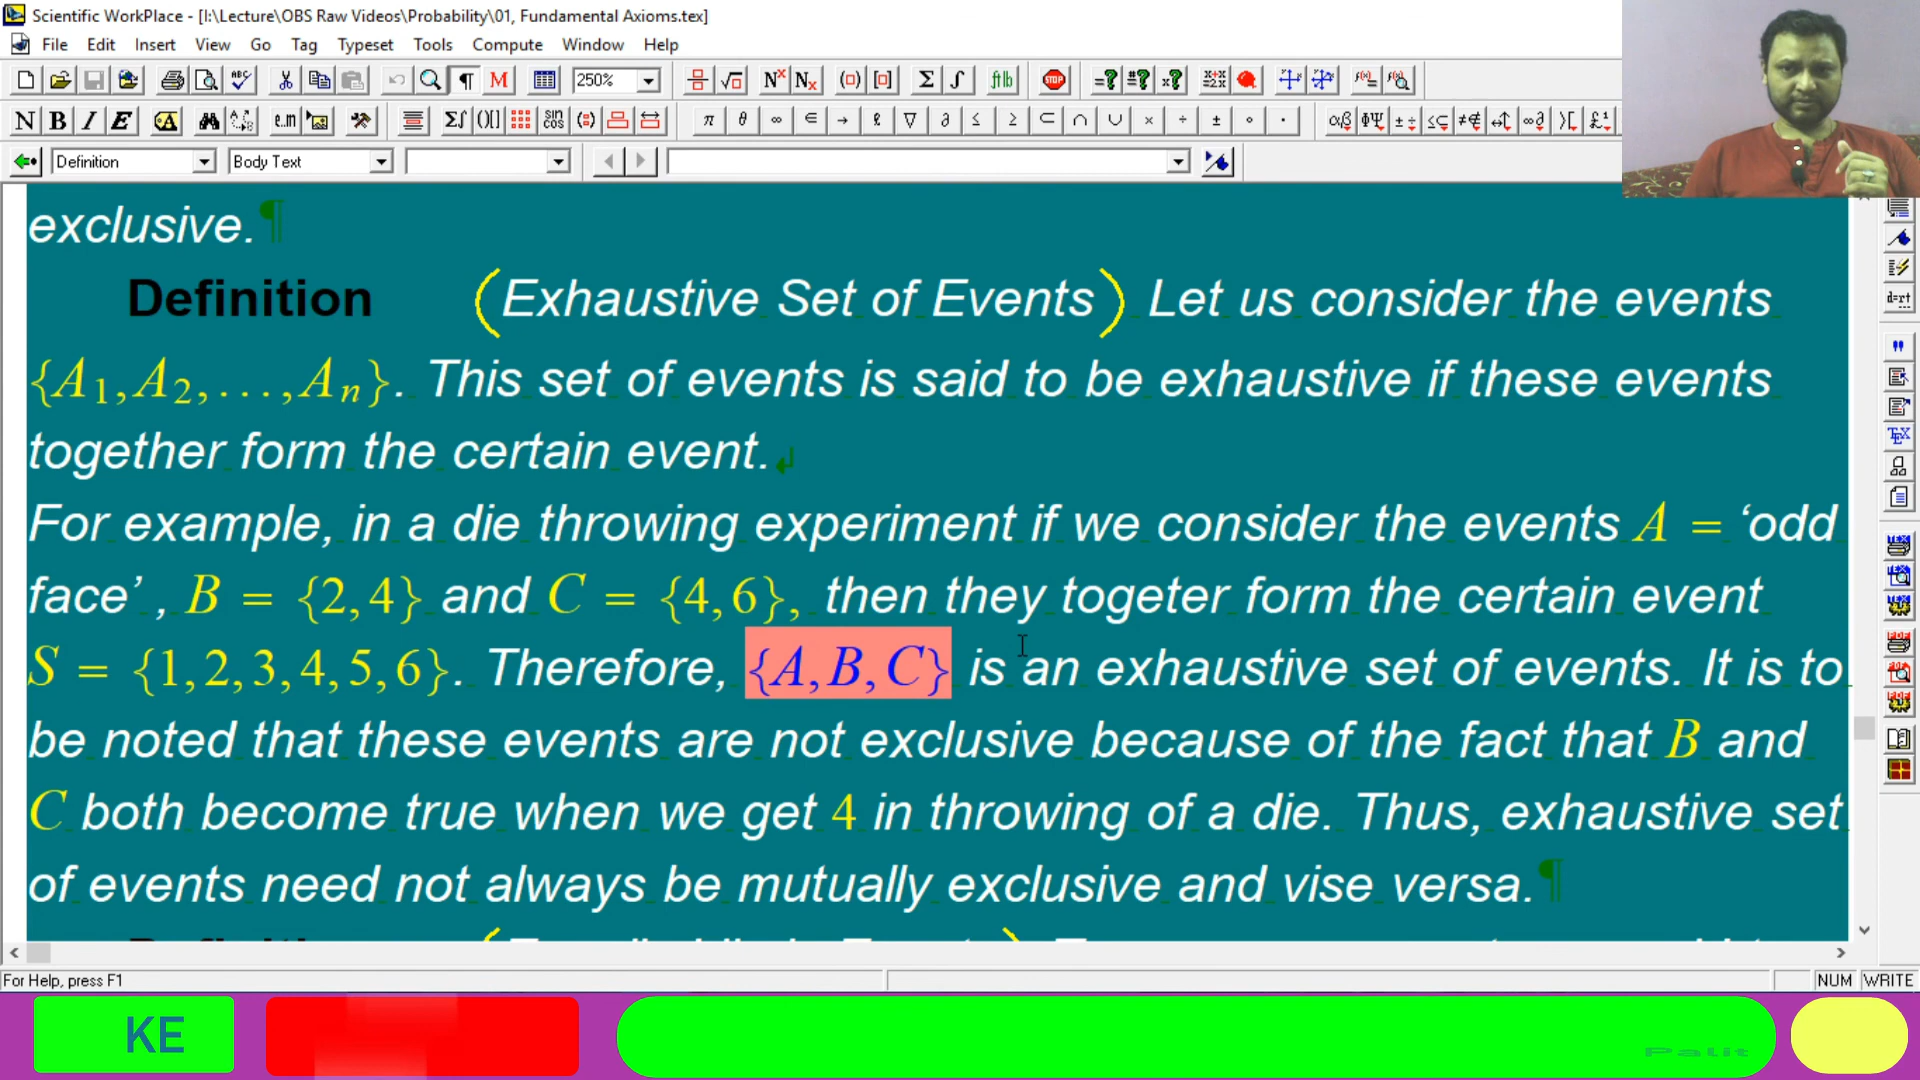 Scientific WorkPlace - [I:\Lecture\OBS Raw Videos\Probability\01, Fundamental Axioms.tex]
File Edit Insert View Go Tag Typeset Tools Compute Window Help
250%
Definition Body Text
exclusive.¶
Definition (Exhaustive Set of Events) Let us consider the events
{A₁,A₂,...,Aₙ}. This set of events is said to be exhaustive if these events
together form the certain event.
For example, in a die throwing experiment if we consider the events A = ‘odd
face’ , B = {2,4} and C = {4,6}, then they togeter form the certain event
S = {1,2,3,4,5,6}. Therefore, {A,B,C} is an exhaustive set of events. It is to
be noted that these events are not exclusive because of the fact that B and
C both become true when we get 4 in throwing of a die. Thus, exhaustive set
of events need not always be mutually exclusive and vise versa.¶
For Help, press F1 NUM WRITE
KE
Palit